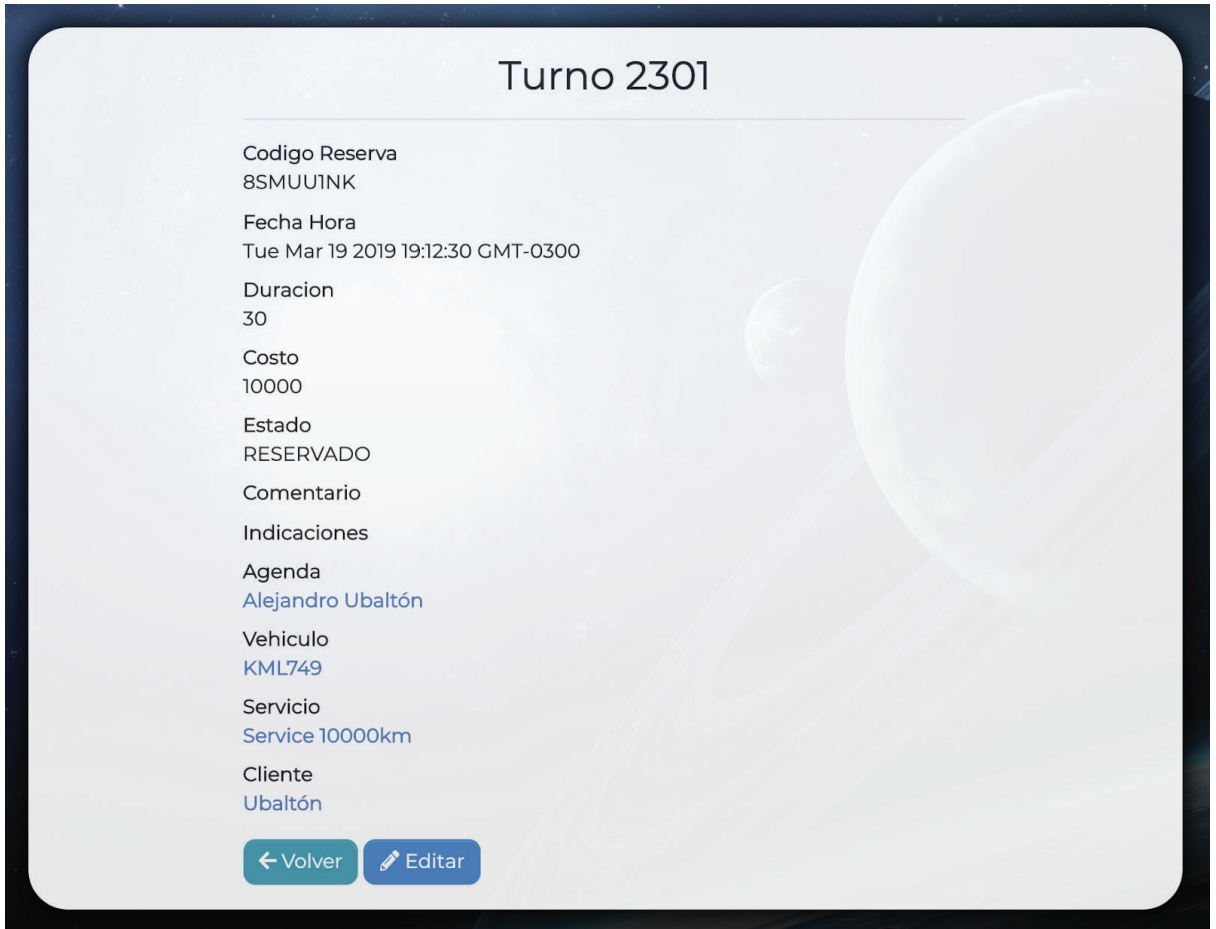 Turno 2301
Codigo Reserva
8SMUU1NK
Fecha Hora
Tue Mar 19 2019 19:12:30 GMT-0300
Duracion
30
Costo
10000
Estado
RESERVADO
Comentario
Indicaciones
Agenda
Alejandro Ubaltón
Vehiculo
KML749
Servicio
Service 10000km
Cliente
Ubaltón
Volver Editar